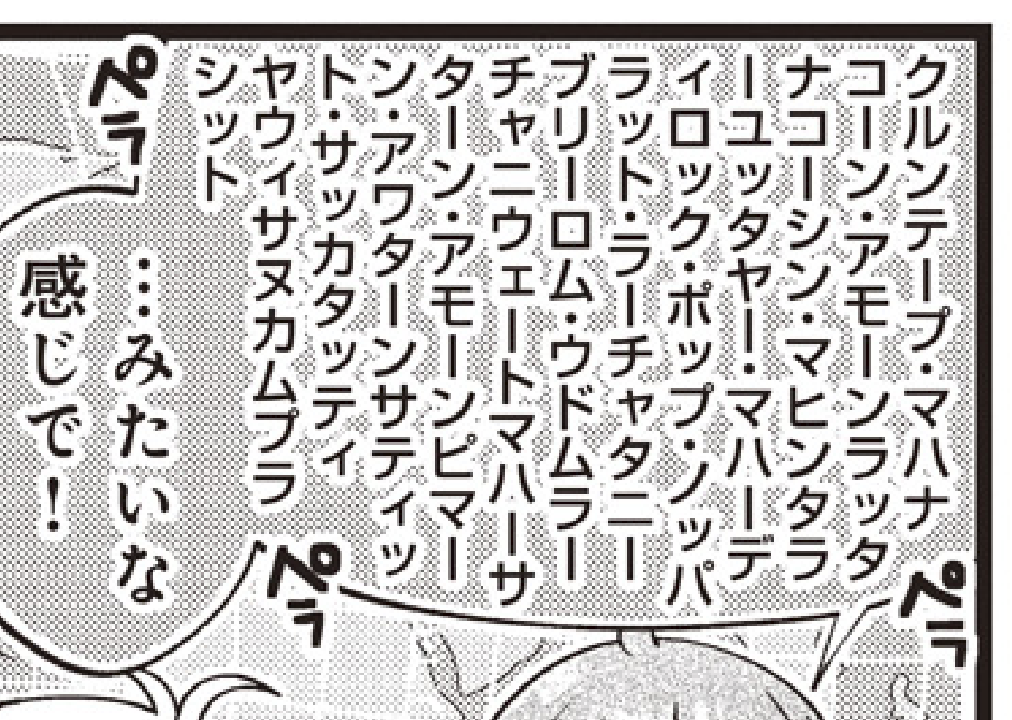 クルンテープ・マハナ
コーン・アモーンラッタ
ナコーシン・マヒンタラ
ーユッタヤー・マハーデ
ィロック・ポップ・ノッパ
ラット・ラーチャタニー
ブリーロム・ウドムラー
チャニウェートマハーサ
ターン・アモーンピマー
ン・アワターンサティッ
ト・サッカタッティ
ヤウィサヌカムプラ
シット
ペラ
ペラ
ペラ
…みたいな
感じで!